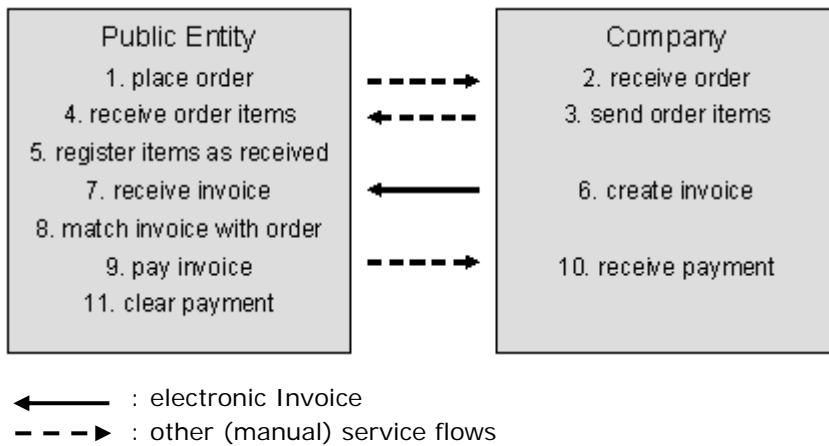 Public Entity
1. place order
4. receive order items
5. register items as received
7. receive invoice
8. match invoice with order
9. pay invoice
11. clear payment
Company
2. receive order
3. send order items
6. create invoice
10. receive payment
: electronic Invoice
: other (manual) service flows